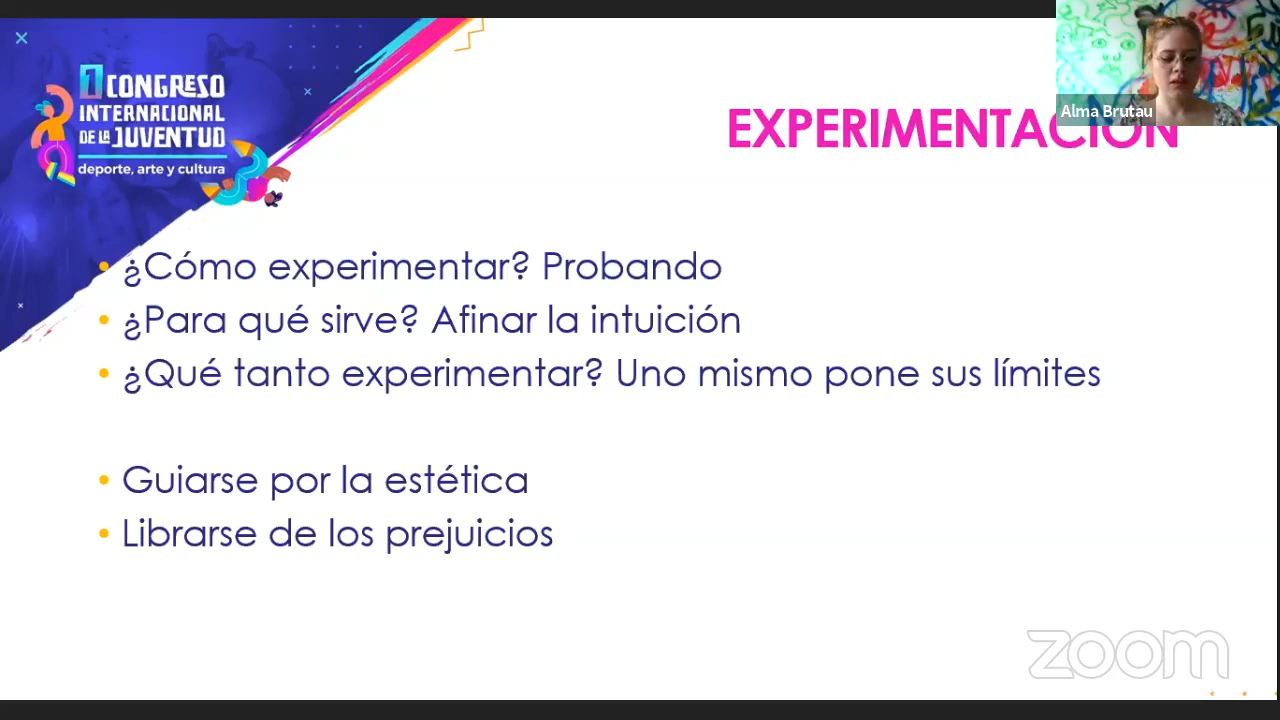 1 CONGRESO
INTERNACIONAL
DE LA JUVENTUD
deporte, arte y cultura
Alma Brutau
EXPERIMENTACIÓN
• ¿Cómo experimentar? Probando
• ¿Para qué sirve? Afinar la intuición
• ¿Qué tanto experimentar? Uno mismo pone sus límites
• Guiarse por la estética
• Librarse de los prejuicios
zoom